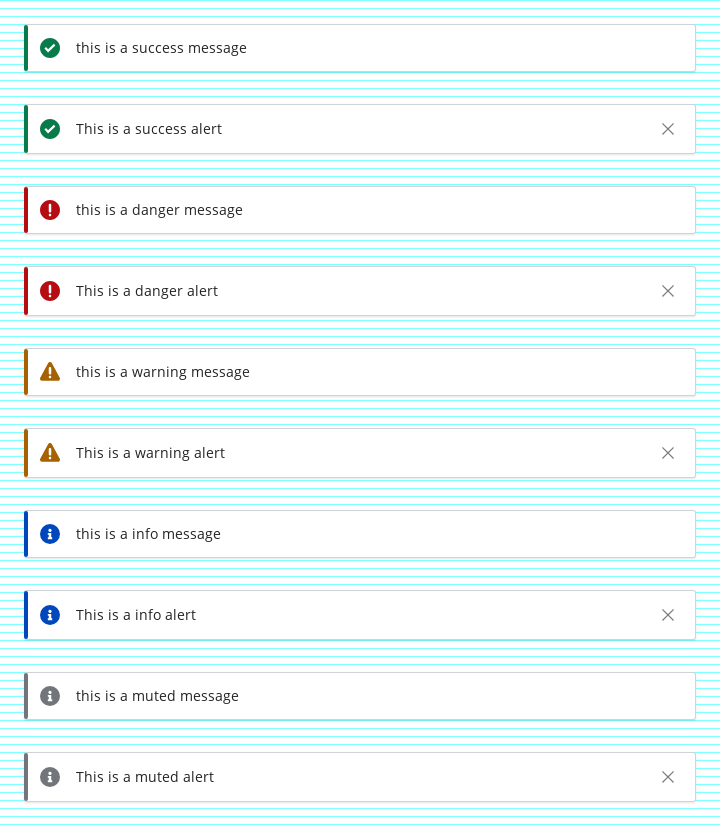 this is a success message
This is a success alert
this is a danger message
This is a danger alert
this is a warning message
This is a warning alert
this is a info message
This is a info alert
this is a muted message
This is a muted alert